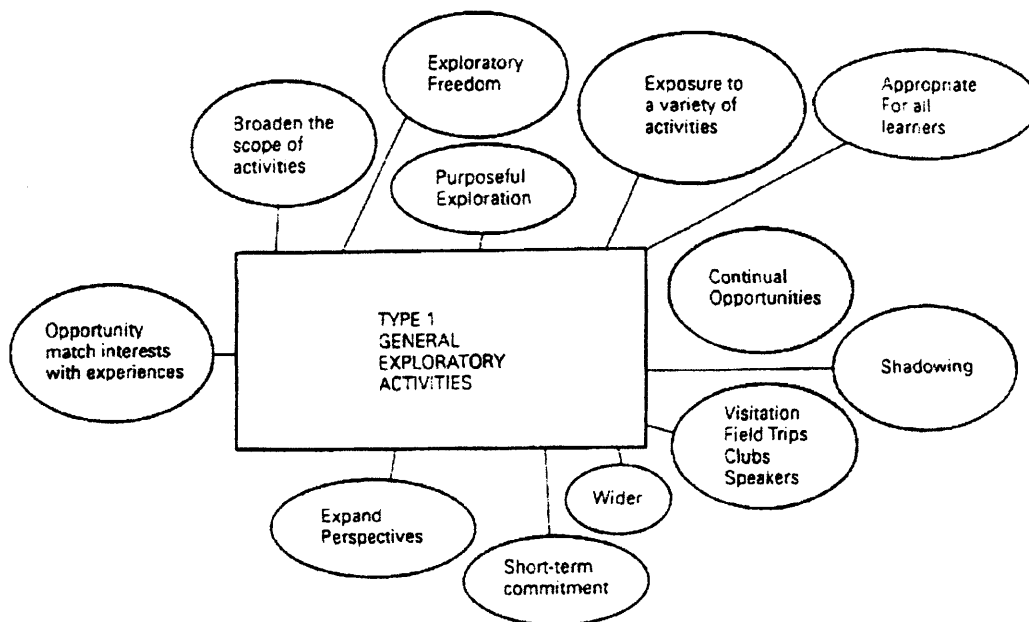 Exploratory
Freedom
Exposure to
a variety of
activities
Appropriate
For all
learners
Broaden the
scope of
activities
Purposeful
Exploration
Continual
Opportunities
Opportunity
match interests
with experiences
TYPE 1
GENERAL
EXPLORATORY
ACTIVITIES
Shadowing
Visitation
Field Trips
Clubs
Speakers
Wider
Expand
Perspectives
Short-term
commitment